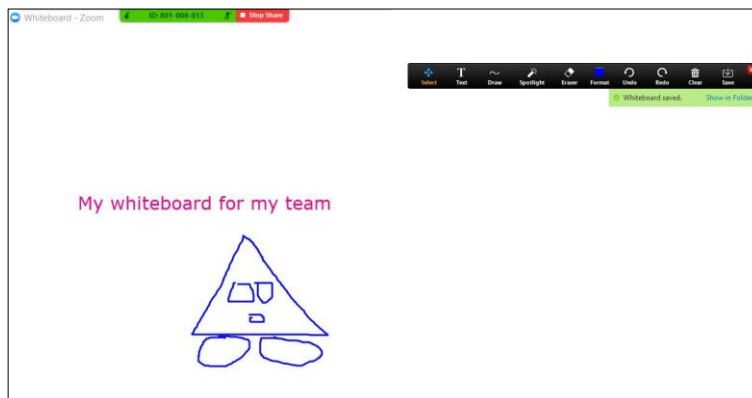 Whiteboard - Zoom
ID: 801-008-013
Stop Share
Select Text Draw Spotlight Eraser Format Undo Redo Clear Save
Whiteboard saved. Show in Folder
My whiteboard for my team